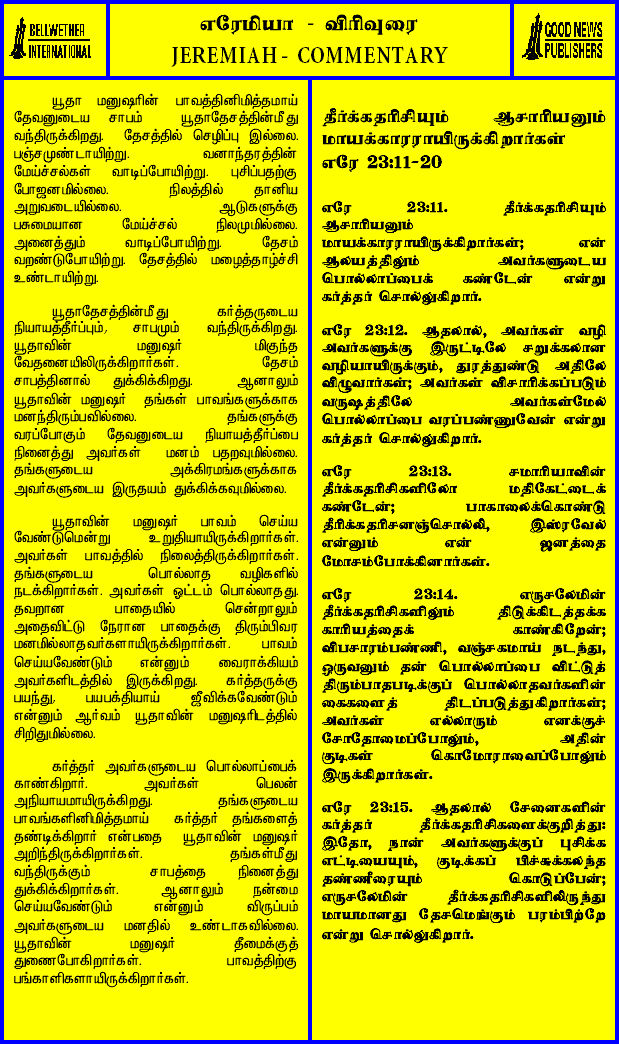 BELLWETHER
INTERNATIONAL
எரேமியா - விரிவுரை
JEREMIAH - COMMENTARY
GOOD NEWS
PUBLISHERS
யூதா மனுஷரின் பாவத்தினிமித்தமாய்
தேவனுடைய சாபம் யூதாதேசத்தின்மீது
வந்திருக்கிறது. தேசத்தில் செழிப்பு இல்லை.
பஞ்சமுண்டாயிற்று. வனாந்தரத்தின்
மேய்ச்சல்கள் வாடிப்போயிற்று. புசிப்பதற்கு
போஜனமில்லை. நிலத்தில் தானிய
அறுவடையில்லை. ஆடுகளுக்கு
பசுமையான மேய்ச்சல் நிலமுமில்லை.
அனைத்தும் வாடிப்போயிற்று. தேசம்
வறண்டுபோயிற்று. தேசத்தில் மழைத்தாழ்ச்சி
உண்டாயிற்று.
யூதாதேசத்தின்மீது கர்த்தருடைய
நியாயத்தீர்ப்பும், சாபமும் வந்திருக்கிறது.
யூதாவின் மனுஷர் மிகுந்த
வேதனையிலிருக்கிறார்கள். தேசம்
சாபத்தினால் துக்கிக்கிறது. ஆனாலும்
யூதாவின் மனுஷர் தங்கள் பாவங்களுக்காக
மனந்திரும்பவில்லை. தங்களுக்கு
வரப்போகும் தேவனுடைய நியாயத்தீர்ப்பை
நினைத்து அவர்கள் மனம் பதறவுமில்லை.
தங்களுடைய அக்கிரமங்களுக்காக
அவர்களுடைய இருதயம் துக்கிக்கவுமில்லை.
யூதாவின் மனுஷர் பாவம் செய்ய
வேண்டுமென்று உறுதியாயிருக்கிறார்கள்.
அவர்கள் பாவத்தில் நிலைத்திருக்கிறார்கள்.
தங்களுடைய பொல்லாத வழிகளில்
நடக்கிறார்கள். அவர்கள் ஓட்டம் பொல்லாதது.
தவறான பாதையில் சென்றாலும்
அதைவிட்டு நேரான பாதைக்கு திரும்பிவர
மனமில்லாதவர்களாயிருக்கிறார்கள். பாவம்
செய்யவேண்டும் என்னும் வைராக்கியம்
அவர்களிடத்தில் இருக்கிறது. கர்த்தருக்கு
பயந்து, பயபக்தியாய் ஜீவிக்கவேண்டும்
என்னும் ஆர்வம் யூதாவின் மனுஷரிடத்தில்
சிறிதுமில்லை.
கர்த்தர் அவர்களுடைய பொல்லாப்பைக்
காண்கிறார். அவர்கள் பெலன்
அநியாயமாயிருக்கிறது. தங்களுடைய
பாவங்களினிமித்தமாய் கர்த்தர் தங்களைத்
தண்டிக்கிறார் என்பதை யூதாவின் மனுஷர்
அறிந்திருக்கிறார்கள். தங்கள்மீது
வந்திருக்கும் சாபத்தை நினைத்து
துக்கிக்கிறார்கள். ஆனாலும் நன்மை
செய்யவேண்டும் என்னும் விருப்பம்
அவர்களுடைய மனதில் உண்டாகவில்லை.
யூதாவின் மனுஷர் தீமைக்குத்
துணைபோகிறார்கள். பாவத்திற்கு
பங்காளிகளாயிருக்கிறார்கள்.
தீர்க்கதரிசியும் ஆசாரியனும்
மாயக்காரராயிருக்கிறார்கள்
எரே 23:11-20
எரே 23:11. தீர்க்கதரிசியும்
ஆசாரியனும்
மாயக்காரராயிருக்கிறார்கள்; என்
ஆலயத்திலும் அவர்களுடைய
பொல்லாப்பைக் கண்டேன் என்று
கர்த்தர் சொல்லுகிறார்.
எரே 23:12. ஆதலால், அவர்கள் வழி
அவர்களுக்கு இருட்டிலே சறுக்கலான
வழியாயிருக்கும், துரத்துண்டு அதிலே
விழுவார்கள்; அவர்கள் விசாரிக்கப்படும்
வருஷத்திலே அவர்கள்மேல்
பொல்லாப்பை வரப்பண்ணுவேன் என்று
கர்த்தர் சொல்லுகிறார்.
எரே 23:13. சமாரியாவின்
தீர்க்கதரிசிகளிலோ மதிகேட்டைக்
கண்டேன்; பாகாலைக்கொண்டு
தீரிக்கரிசனஞ்சொல்லி, இஸ்ரவேல்
என்னும் என் ஜனத்தை
மோசம்போக்கினார்கள்.
எரே 23:14. எருசலேமின்
தீர்க்கதரிசிகளிலும் திடுக்கிடத்தக்க
காரியத்தைக் காண்கிறேன்;
விபசாரம்பண்ணி, வஞ்சகமாய் நடந்து,
ஒருவனும் தன் பொல்லாப்பை விட்டுத்
திரும்பாதபடிக்குப் பொல்லாதவர்களின்
கைகளைத் திடப்படுத்துகிறார்கள்;
அவர்கள் எல்லாரும் எனக்குச்
சோதோமைப்போலும், அதின்
குடிகள் கொமோராவைப்போலும்
இருக்கிறார்கள்.
எரே 23:15. ஆதலால் சேனைகளின்
கர்த்தர் தீர்க்கதரிசிகளைக்குறித்து:
இதோ, நான் அவர்களுக்குப் புசிக்க
எட்டியையும், குடிக்கப் பிச்சுக்கலந்த
தண்ணீரையும் கொடுப்பேன்;
எருசலேமின் தீர்க்கதரிசிகளிலிருந்து
மாயமானது தேசமெங்கும் பரம்பிற்றே
என்று சொல்லுகிறார்.